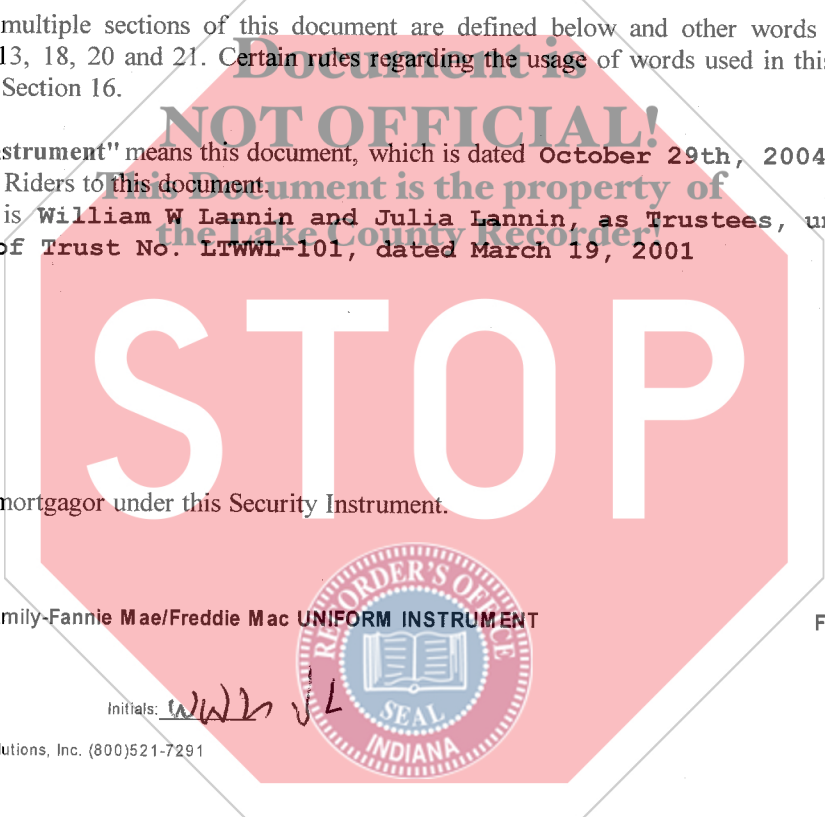 multiple sections of this document are defined below and other words
13, 18, 20 and 21. Certain rules regarding the usage of words used in this
Document is
Section 16.
NOT OFFICIAL!
strument" means this document, which is dated October 29th, 2004
Riders to this document.
This Document is the property of
is William W Lannin and Julia Lannin, as Trustees, un
the Lake County Recorder!
of Trust No. LTWWL-101, dated March 19, 2001
STOP
mortgagor under this Security Instrument.
RECORDER'S OFFICE
mily-Fannie Mae/Freddie Mac UNIFORM INSTRUMENT
F
Initials: WWL JL
SEAL
INDIANA
lutions, Inc. (800)521-7291